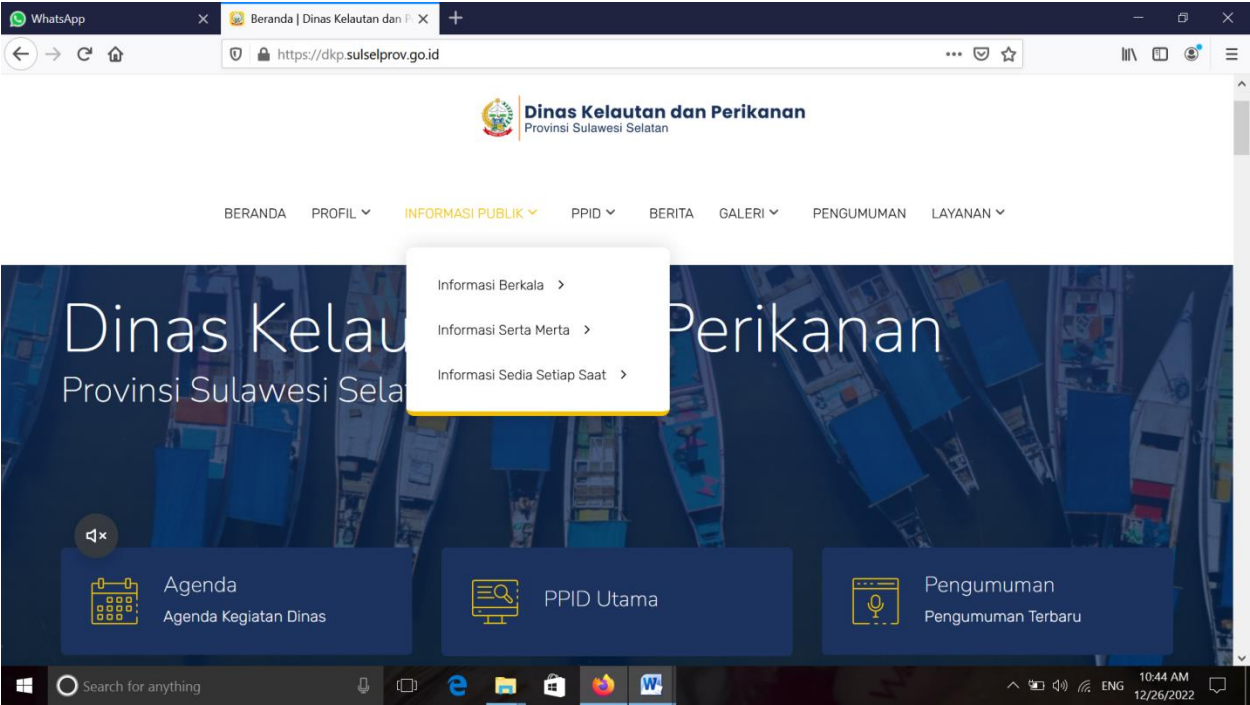 WhatsApp
Beranda | Dinas Kelautan dan P
https://dkp.sulselprov.go.id
Dinas Kelautan dan Perikanan
Provinsi Sulawesi Selatan
BERANDA PROFIL INFORMASI PUBLIK PPID BERITA GALERI PENGUMUMAN LAYANAN
Informasi Berkala
Informasi Serta Merta
Informasi Sedia Setiap Saat
Dinas Kelau Perikanan
Provinsi Sulawesi Sela
Agenda
Agenda Kegiatan Dinas
PPID Utama
Pengumuman
Pengumuman Terbaru
Search for anything
ENG
10:44 AM
12/26/2022